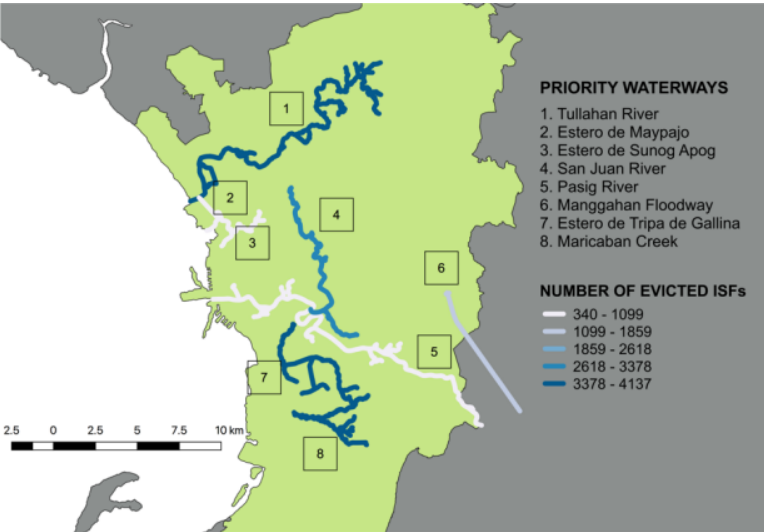 1
2
3
4
5
6
7
8
PRIORITY WATERWAYS
1. Tullahan River
2. Estero de Maypajo
3. Estero de Sunog Apog
4. San Juan River
5. Pasig River
6. Manggahan Floodway
7. Estero de Tripa de Gallina
8. Maricaban Creek
NUMBER OF EVICTED ISFs
340 - 1099
1099 - 1859
1859 - 2618
2618 - 3378
3378 - 4137
2.5 0 2.5 5 7.5 10 km